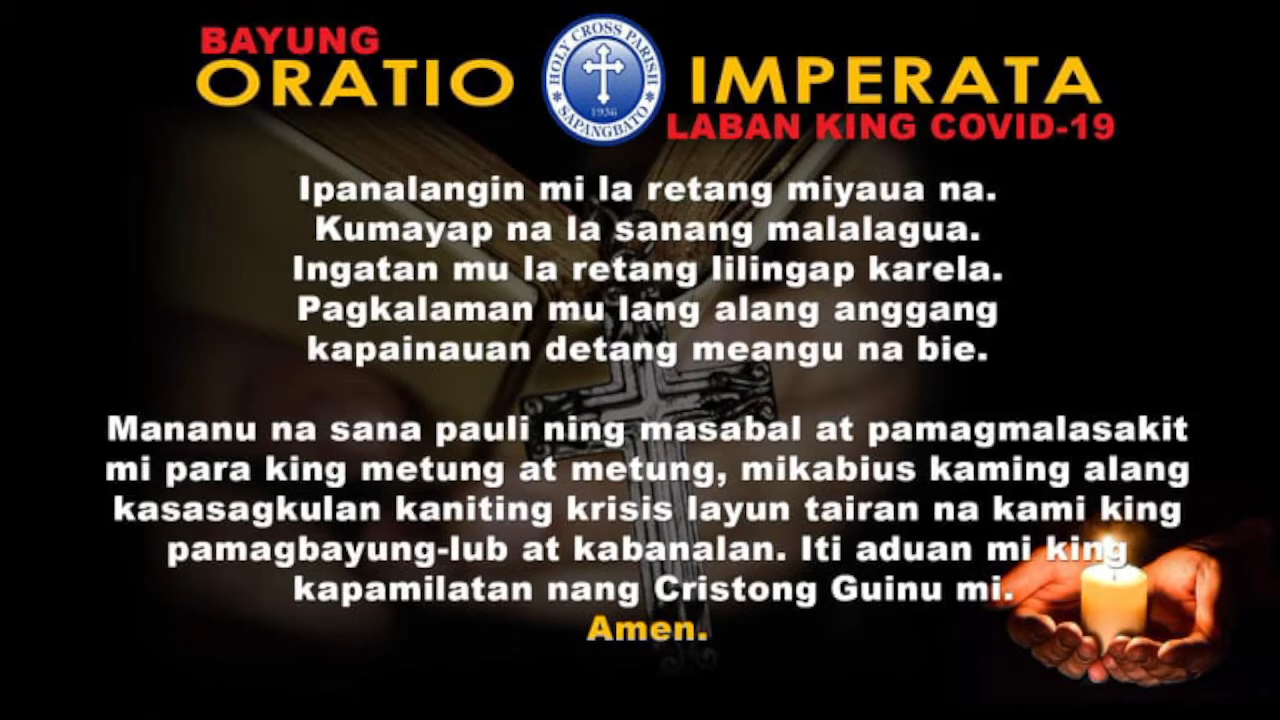 BAYUNG
ORATIO IMPERATA
LABAN KING COVID-19
HOLY CROSS PARISH
1936
SAPANGBATO
Ipanalangin mi la retang miyaua na.
Kumayap na la sanang malalagua.
Ingatan mu la retang lilingap karela.
Pagkalaman mu lang alang anggang
kapainauan detang meangu na bie.
Mananu na sana pauli ning masabal at pamagmalasakit
mi para king metung at metung, mikabius kaming alang
kasasagkulan kaniting krisis layun tairan na kami king
pamagbayung-lub at kabanalan. Iti aduan mi king
kapamilatan nang Cristong Guinu mi.
Amen.